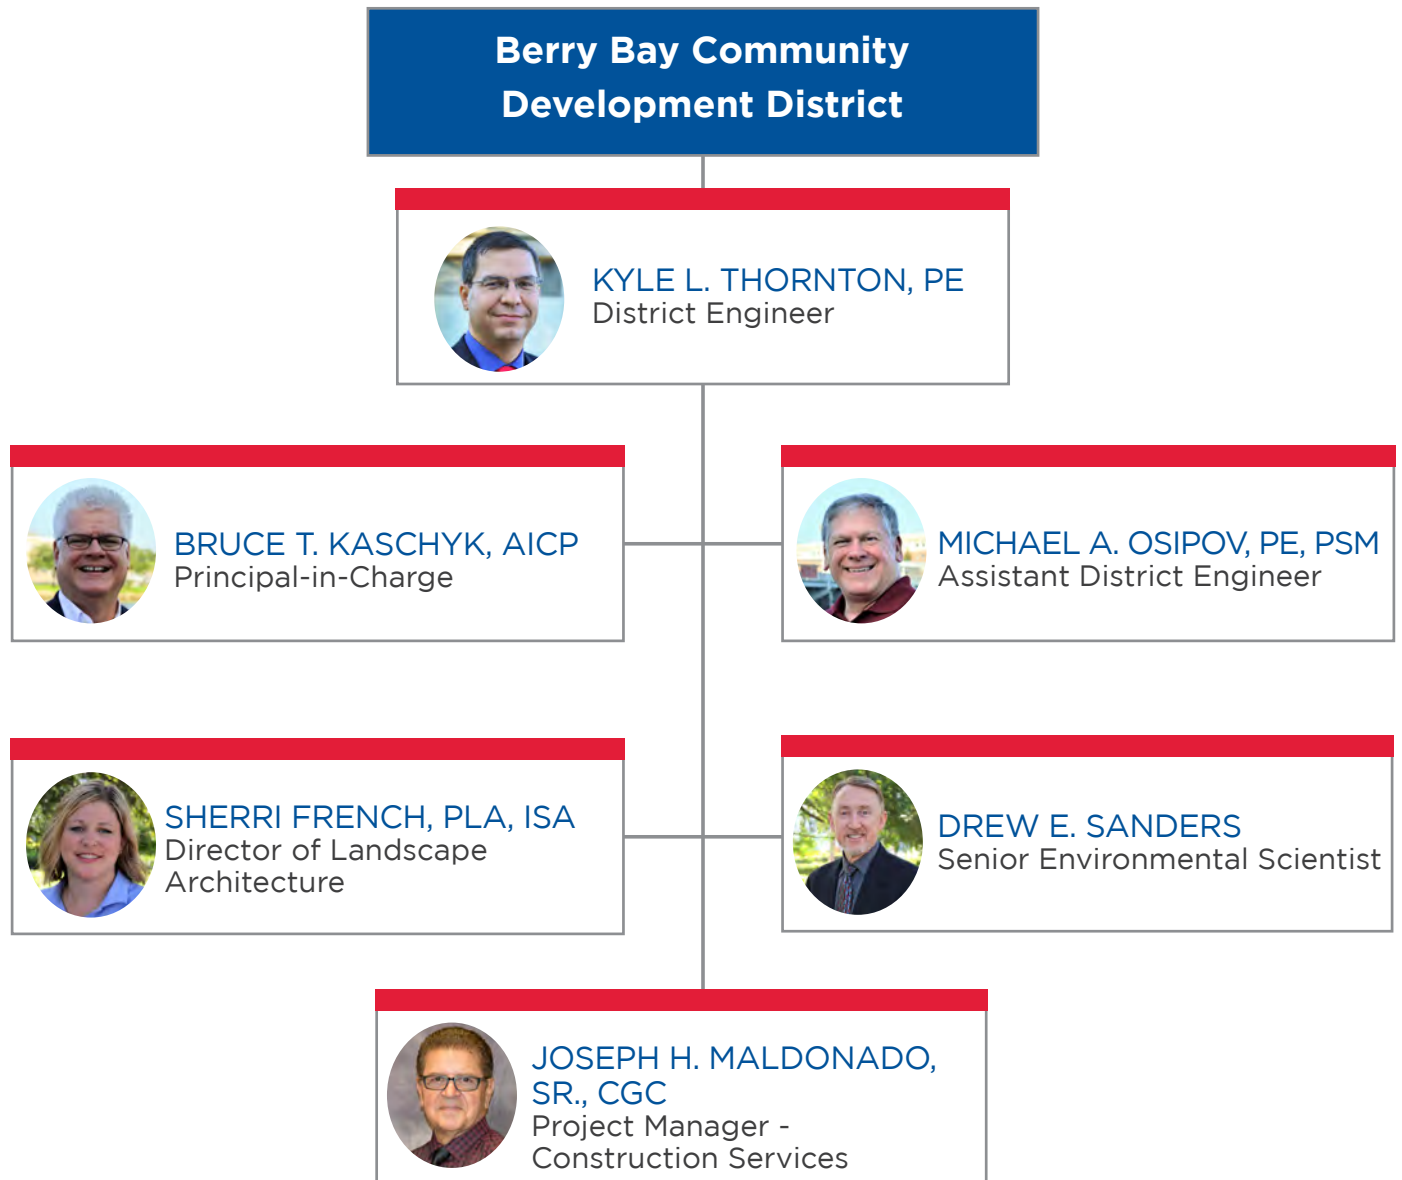 Berry Bay Community
Development District
KYLE L. THORNTON, PE
District Engineer
BRUCE T. KASCHYK, AICP
Principal-in-Charge
MICHAEL A. OSIPOV, PE, PSM
Assistant District Engineer
SHERRI FRENCH, PLA, ISA
Director of Landscape
Architecture
DREW E. SANDERS
Senior Environmental Scientist
JOSEPH H. MALDONADO,
SR., CGC
Project Manager -
Construction Services